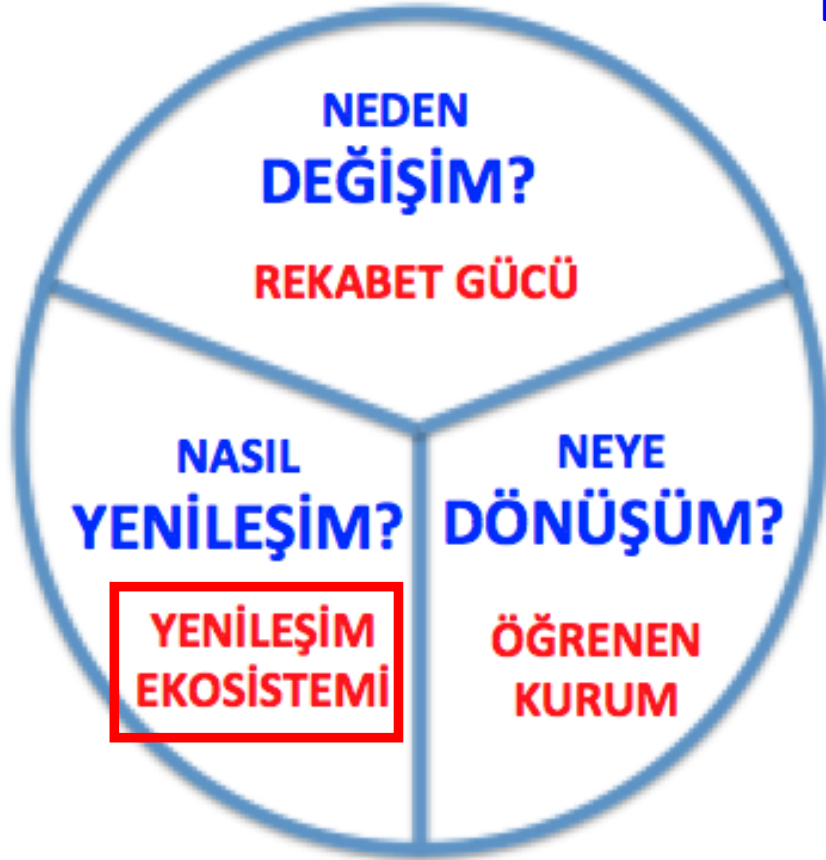 NEDEN
DEĞİŞİM?
REKABET GÜCÜ
NASIL
YENİLEŞİM?
YENİLEŞİM
EKOSİSTEMİ
NEYE
DÖNÜŞÜM?
ÖĞRENEN
KURUM